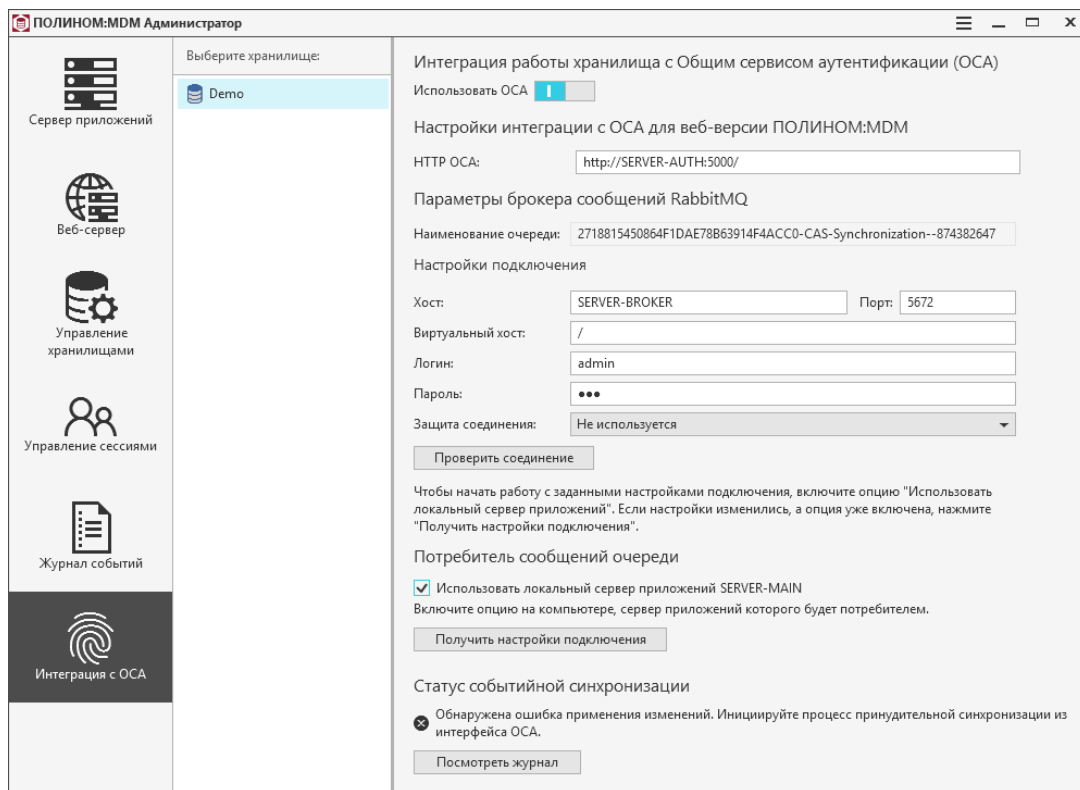 ПОЛИНОМ:MDM Администратор
Сервер приложений
Веб-сервер
Управление
хранилищами
Управление сессиями
Журнал событий
Интеграция с ОСА
Выберите хранилище:
Demo
Интеграция работы хранилища с Общим сервисом аутентификации (ОСА)
Использовать ОСА
Настройки интеграции с ОСА для веб-версии ПОЛИНОМ:MDM
HTTP ОСА: http://SERVER-AUTH:5000/
Параметры брокера сообщений RabbitMQ
Наименование очереди: 2718815450864F1DAE78B63914F4ACC0-CAS-Synchronization--874382647
Настройки подключения
Хост: SERVER-BROKER Порт: 5672
Виртуальный хост: /
Логин: admin
Пароль: •••
Защита соединения: Не используется
Проверить соединение
Чтобы начать работу с заданными настройками подключения, включите опцию "Использовать
локальный сервер приложений". Если настройки изменились, а опция уже включена, нажмите
"Получить настройки подключения".
Потребитель сообщений очереди
Использовать локальный сервер приложений SERVER-MAIN
Включите опцию на компьютере, сервер приложений которого будет потребителем.
Получить настройки подключения
Статус событийной синхронизации
Обнаружена ошибка применения изменений. Инициируйте процесс принудительной синхронизации из
интерфейса ОСА.
Посмотреть журнал